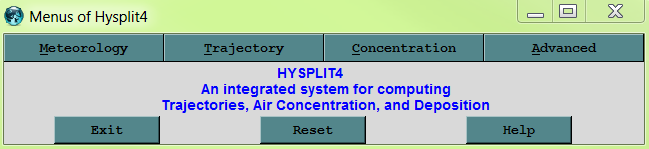 Menus of Hysplit4
Meteorology Trajectory Concentration Advanced
HYSPLIT4
An integrated system for computing
Trajectories, Air Concentration, and Deposition
Exit Reset Help